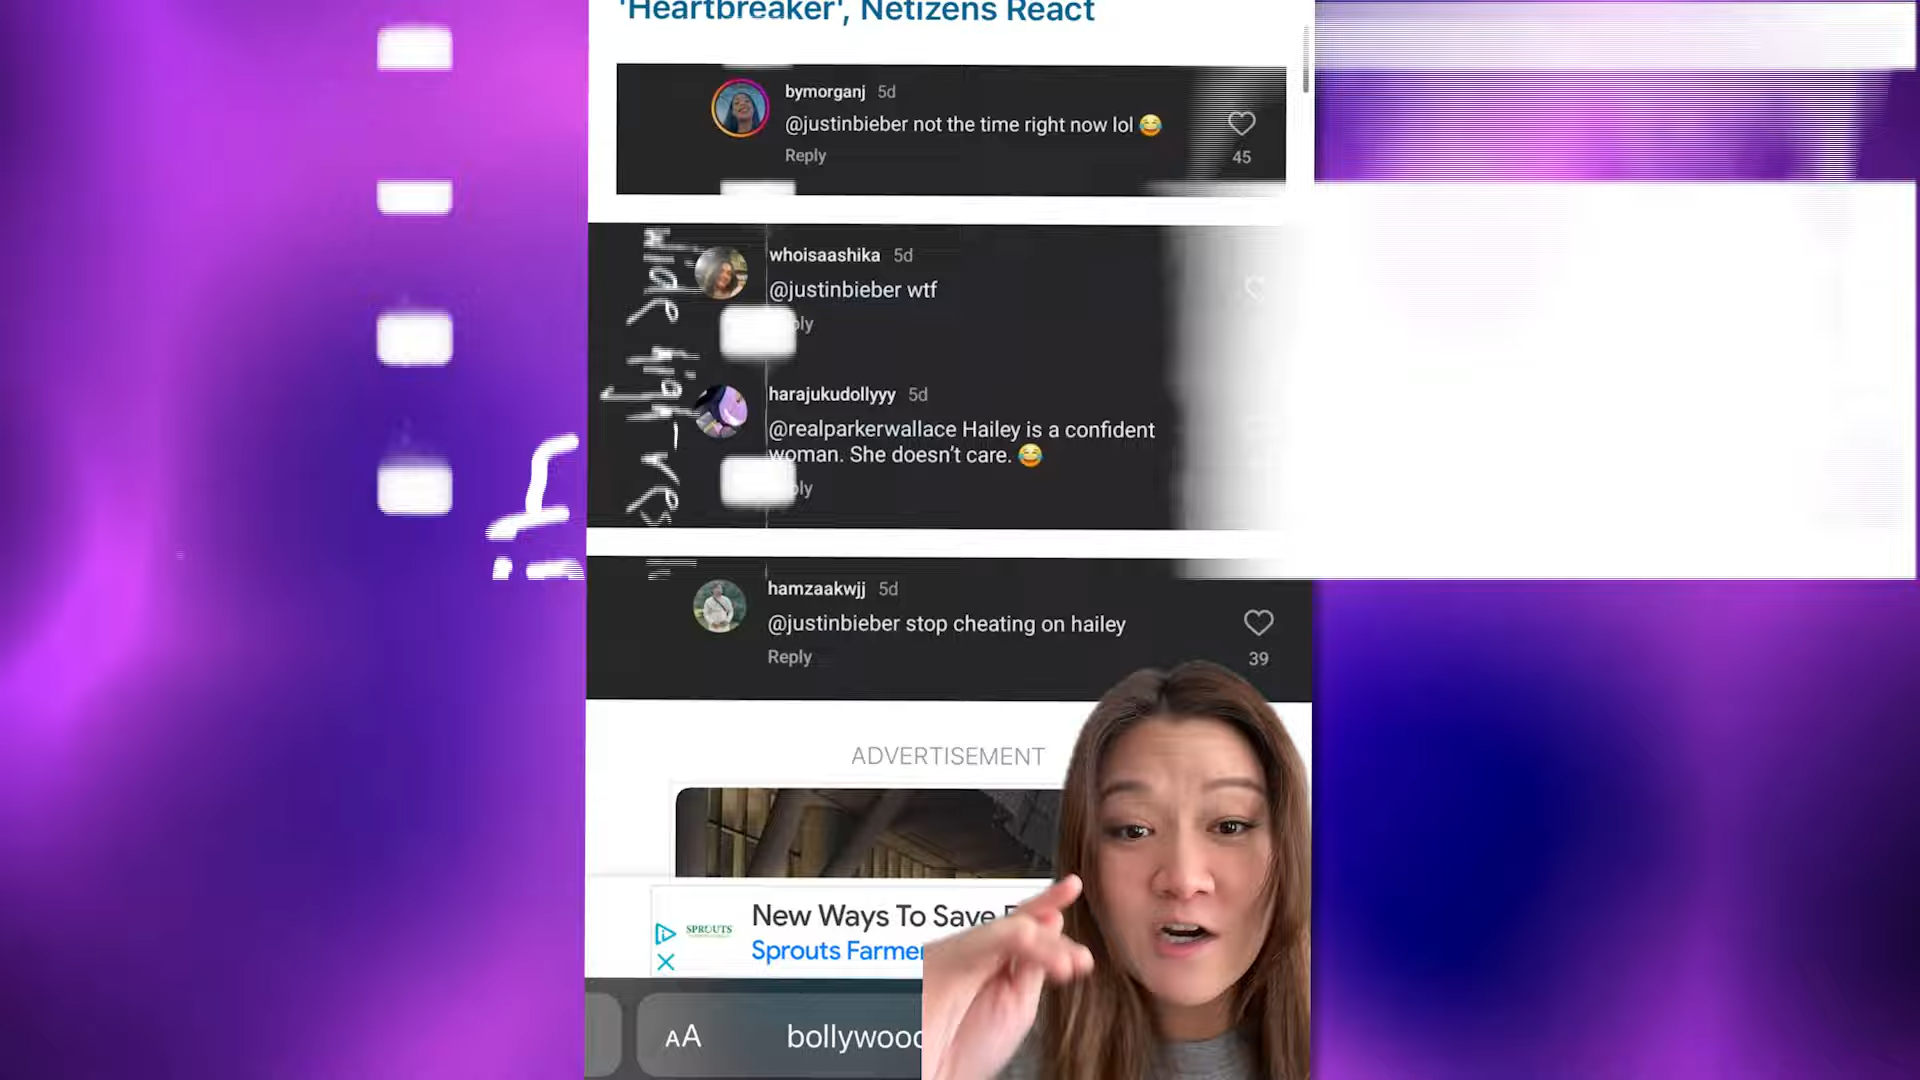 'Heartbreaker', Netizens React
bymorganj 5d
@justinbieber not the time right now lol 😂
Reply
45
whoisaashika 5d
@justinbieber wtf
harajukudollyyy 5d
@realparkerwallace Hailey is a confident
woman. She doesn't care. 😂
hamzaakwjj 5d
@justinbieber stop cheating on hailey
Reply
39
ADVERTISEMENT
New Ways To Save
SPROUTS
Sprouts Farmer
AA
bollywood